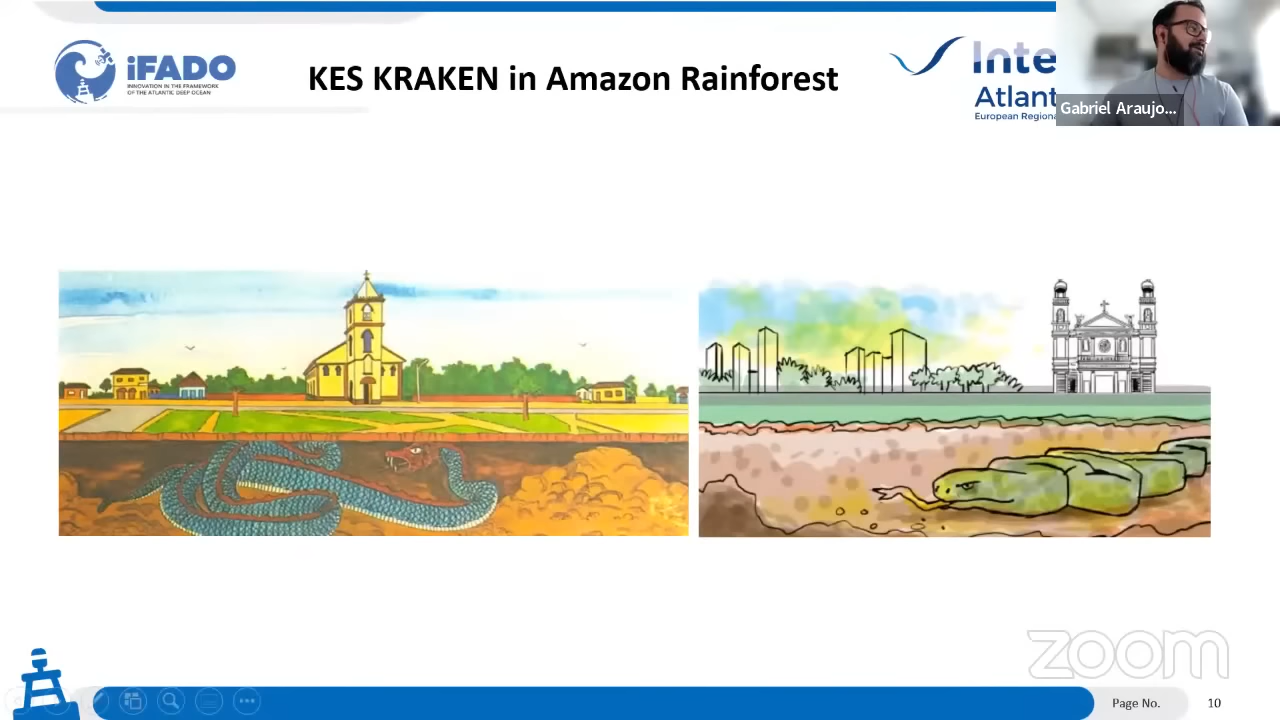 iFADO
INNOVATION IN THE FRAMEWORK
OF THE ATLANTIC DEEP OCEAN
KES KRAKEN in Amazon Rainforest
Inte
Atlant
European Regiona
Gabriel Araujo...
zoom
Page No.
10